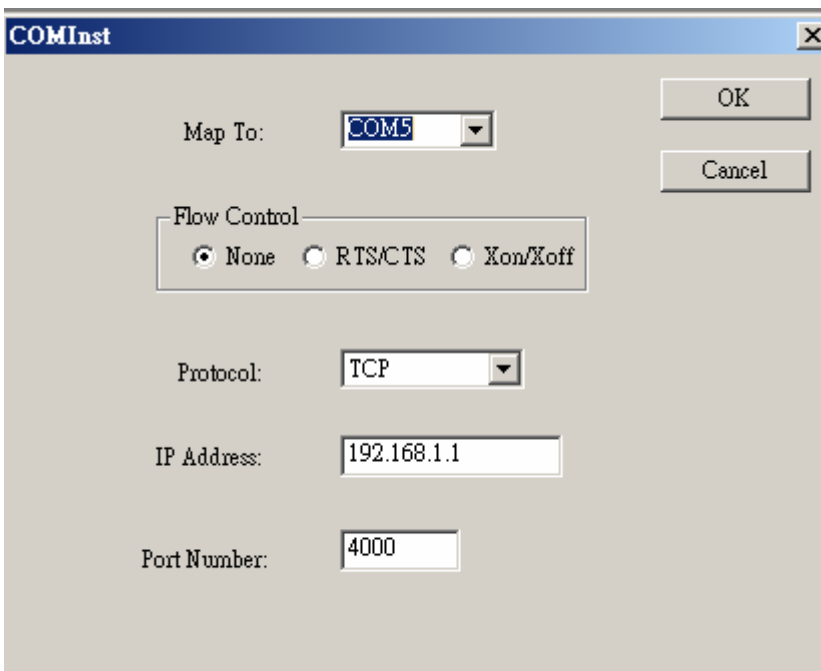 COMInst
OK
Map To: COM5
Cancel
Flow Control
None RTS/CTS Xon/Xoff
Protocol: TCP
IP Address: 192.168.1.1
Port Number: 4000